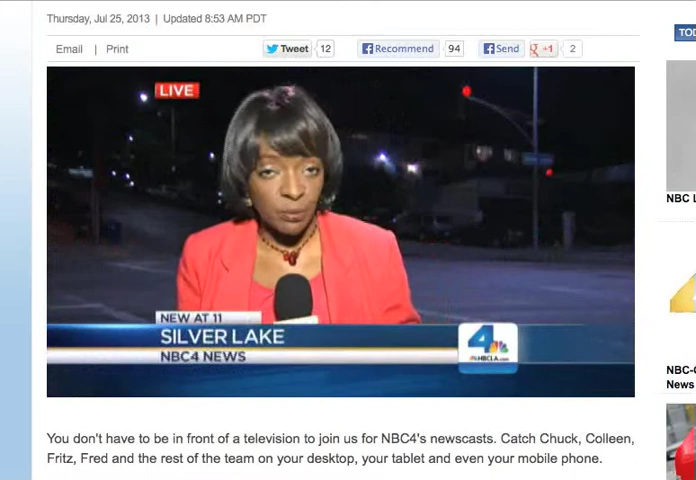 Thursday, Jul 25, 2013 | Updated 8:53 AM PDT
TOD
Email | Print
Tweet 12
Recommend 94
Send
+1 2
LIVE
NEW AT 11
SILVER LAKE
NBC4 NEWS
4
NBCLA.com
NBC L
NBC-
News
You don't have to be in front of a television to join us for NBC4's newscasts. Catch Chuck, Colleen,
Fritz, Fred and the rest of the team on your desktop, your tablet and even your mobile phone.